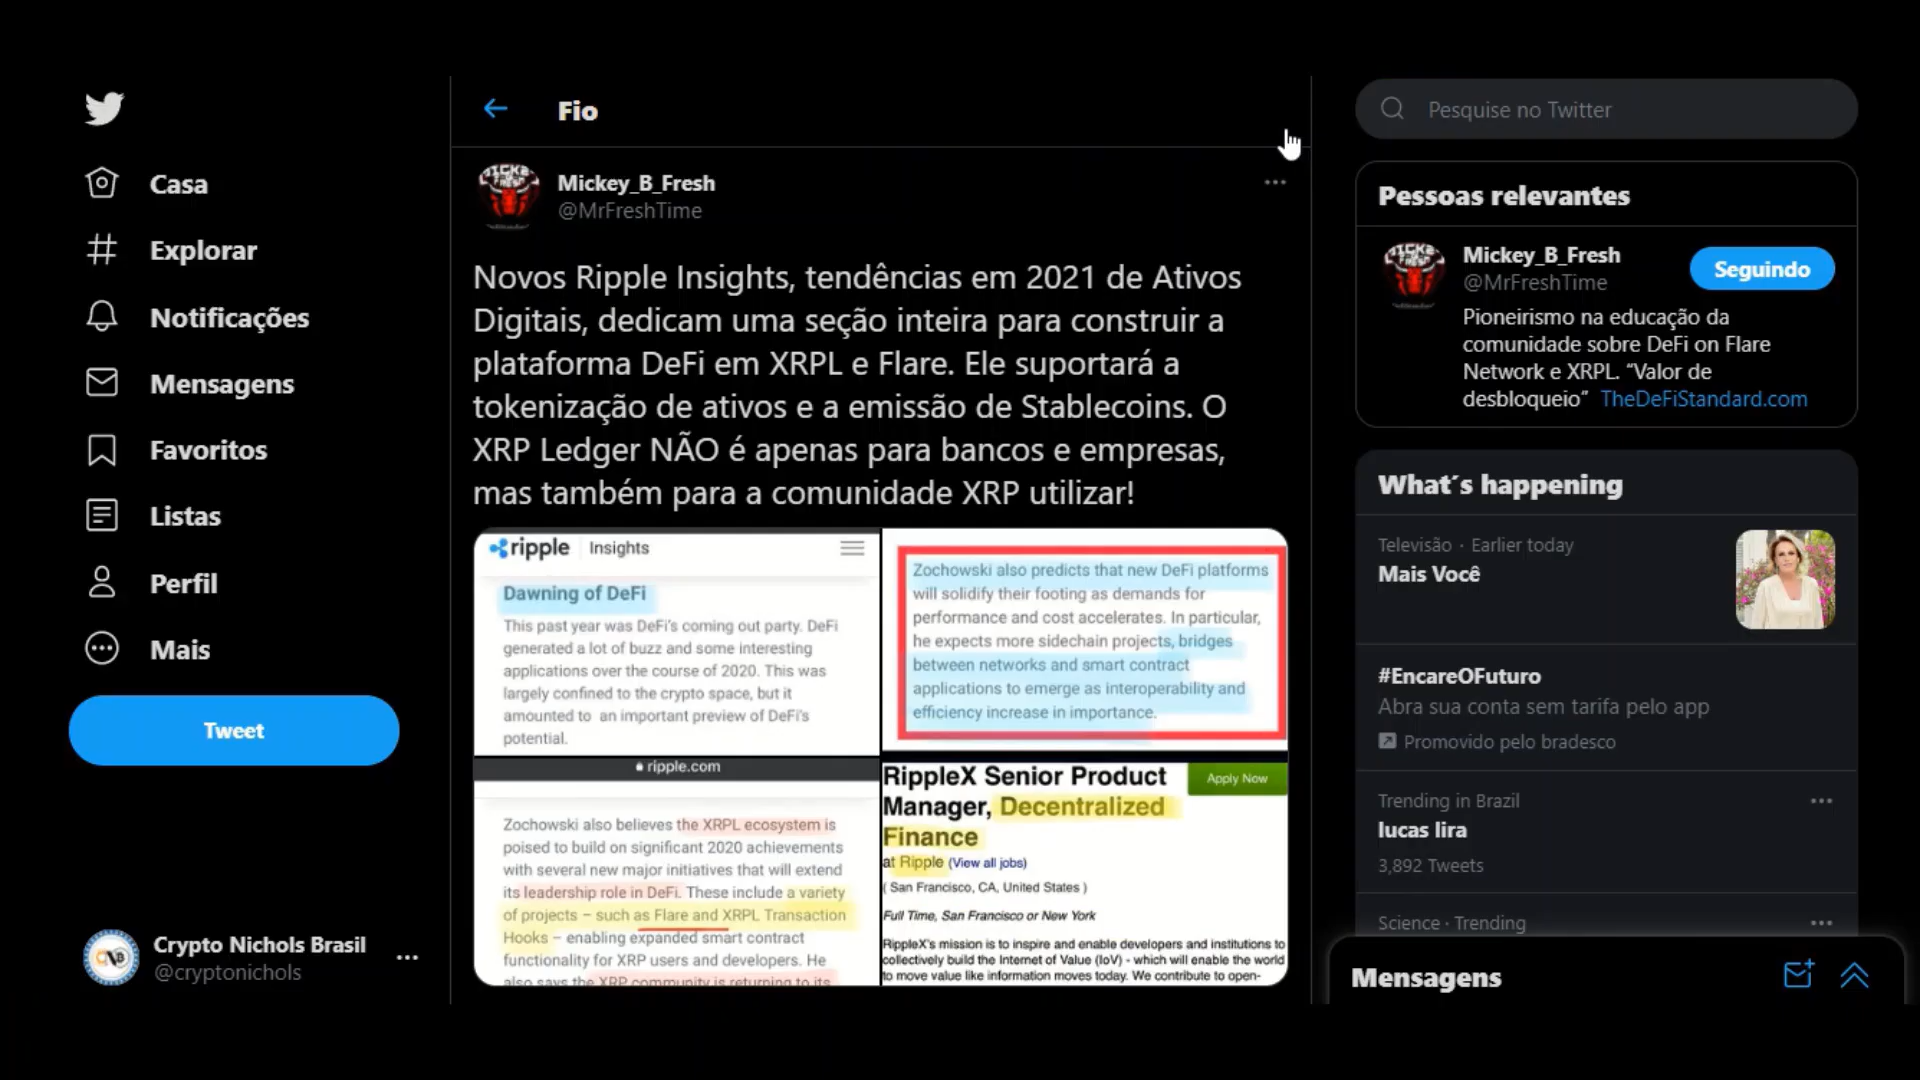 Casa
Explorar
Notificações
Mensagens
Favoritos
Listas
Perfil
Mais
Tweet
Crypto Nichols Brasil
@cryptonichols
Fio
Mickey_B_Fresh
@MrFreshTime
Novos Ripple Insights, tendências em 2021 de Ativos
Digitais, dedicam uma seção inteira para construir a
plataforma DeFi em XRPL e Flare. Ele suportará a
tokenização de ativos e a emissão de Stablecoins. O
XRP Ledger NÃO é apenas para bancos e empresas,
mas também para a comunidade XRP utilizar!
ripple Insights
Dawning of DeFi
This past year was DeFi's coming out party. DeFi
generated a lot of buzz and some interesting
applications over the course of 2020. This was
largely confined to the crypto space, but it
amounted to an important preview of DeFi's
potential.
Zochowski also predicts that new DeFi platforms
will solidify their footing as demands for
performance and cost accelerates. In particular,
he expects more sidechain projects, bridges
between networks and smart contract
applications to emerge as interoperability and
efficiency increase in importance.
ripple.com
Zochowski also believes the XRPL ecosystem is
poised to build on significant 2020 achievements
with several new major initiatives that will extend
its leadership role in DeFi. These include a variety
of projects – such as Flare and XRPL Transaction
Hooks – enabling expanded smart contract
functionality for XRP users and developers. He
also says the XRP community is returning to its
RippleX Senior Product
Manager, Decentralized
Finance
Apply Now
at Ripple (View all jobs)
( San Francisco, CA, United States )
Full Time, San Francisco or New York
RippleX's mission is to inspire and enable developers and institutions to
collectively build the Internet of Value (IoV) - which will enable the world
to move value like information moves today. We contribute to open-
Pesquise no Twitter
Pessoas relevantes
Mickey_B_Fresh
@MrFreshTime
Seguindo
Pioneirismo na educação da
comunidade sobre DeFi on Flare
Network e XRPL. “Valor de
desbloqueio” TheDeFiStandard.com
What´s happening
Televisão · Earlier today
Mais Você
#EncareOFuturo
Abra sua conta sem tarifa pelo app
Promovido pelo bradesco
Trending in Brazil
lucas lira
3,892 Tweets
Science · Trending
Mensagens